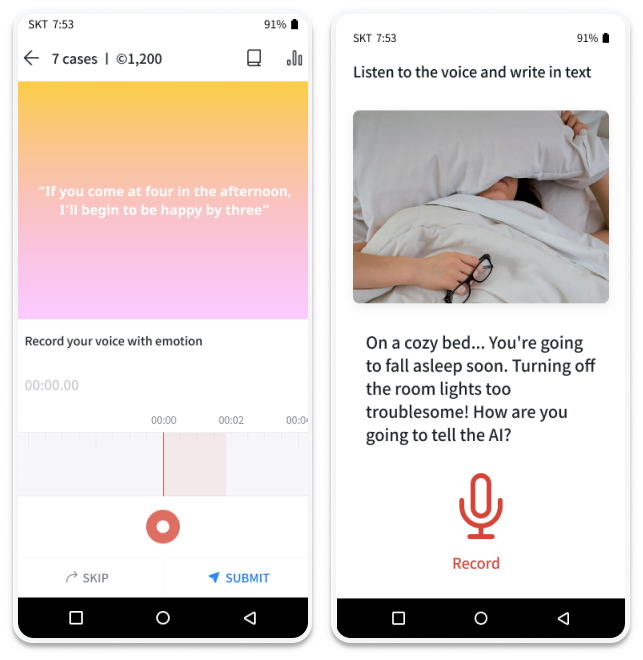 SKT 7:53
91%
7 cases | ©1,200
“If you come at four in the afternoon,
I’ll begin to be happy by three”
Record your voice with emotion
00:00.00
00:00 00:02 00:04
SKIP
SUBMIT
SKT 7:53
91%
Listen to the voice and write in text
On a cozy bed... You're going
to fall asleep soon. Turning off
the room lights too
troublesome! How are you
going to tell the AI?
Record